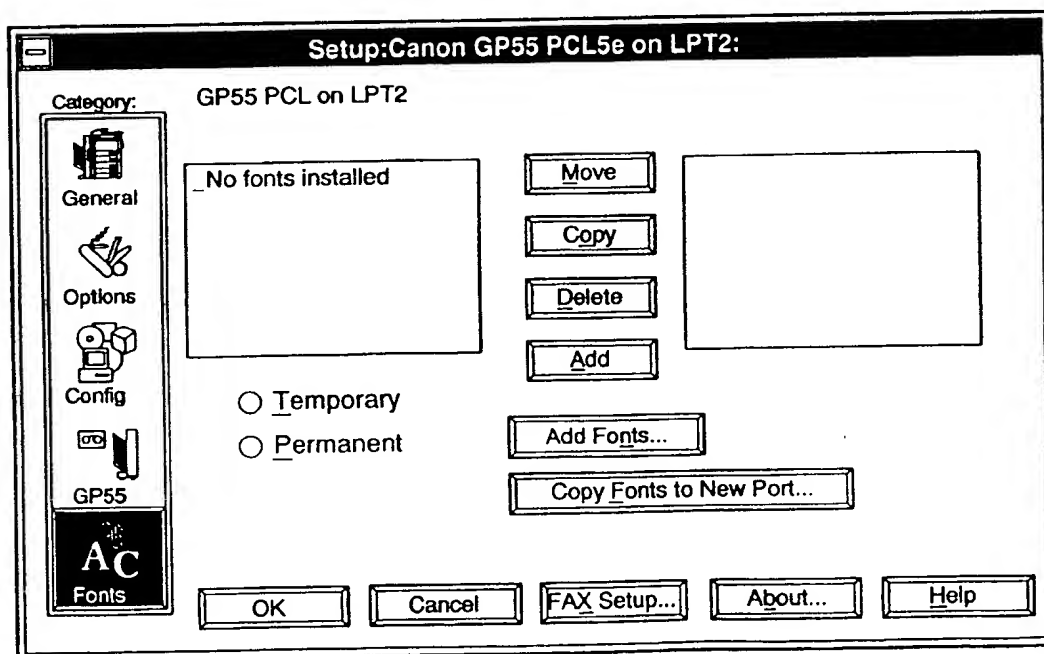 Setup:Canon GP55 PCL5e on LPT2:
Category:
GP55 PCL on LPT2
General
Options
Config
GP55
AC
Fonts
_No fonts installed
Move
Copy
Delete
Add
Temporary
Permanent
Add Fonts...
Copy Fonts to New Port...
OK
Cancel
FAX Setup...
About...
Help